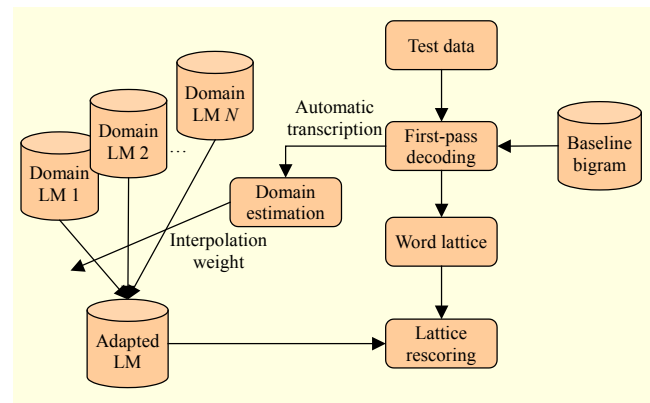 Test data
Domain
LM N
Automatic
transcription
Domain
LM 2
...
First-pass
decoding
Baseline
bigram
Domain
LM 1
Domain
estimation
Interpolation
weight
Word lattice
Adapted
LM
Lattice
rescoring